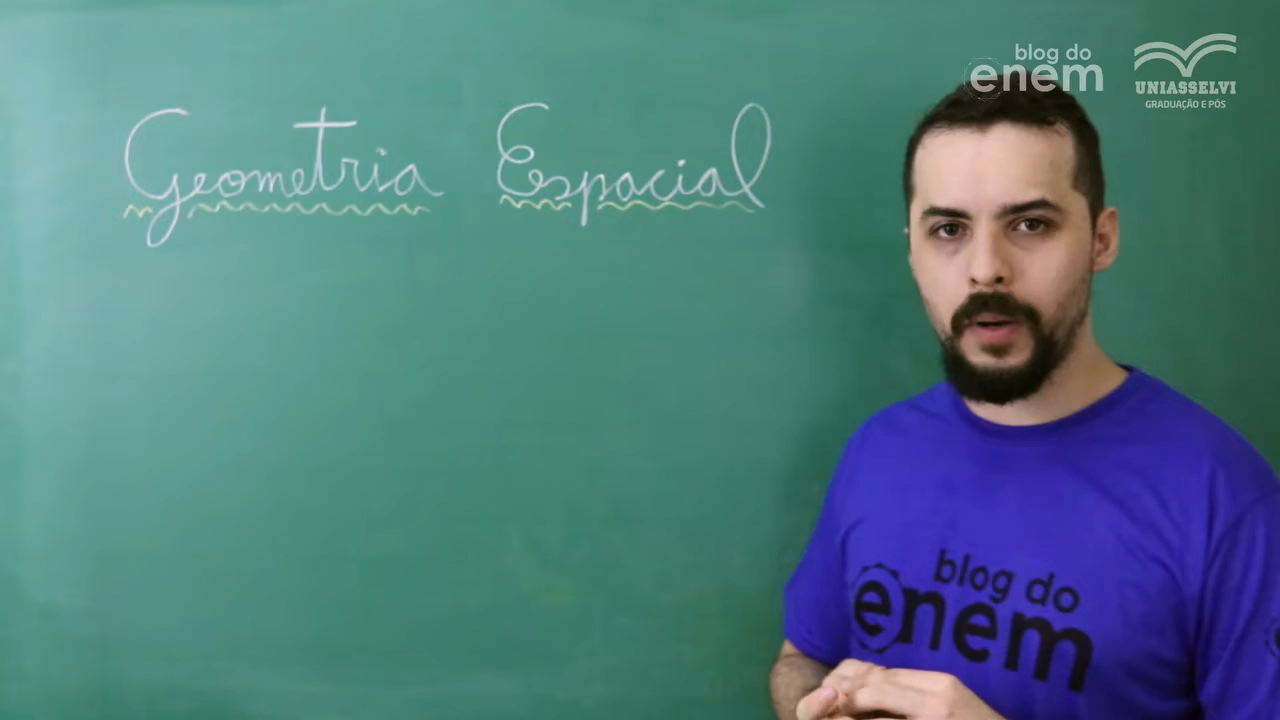 Geometria Espacial
blog do
enem
UNIASSELVI
GRADUAÇÃO E PÓS
blog do
enem